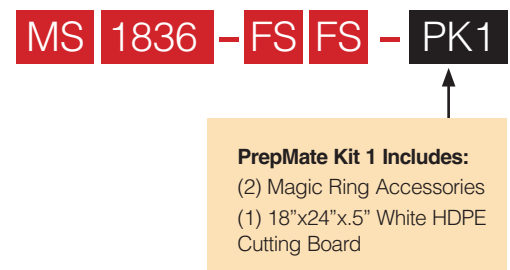 MS 1836 – FS FS – PK1
PrepMate Kit 1 Includes:
(2) Magic Ring Accessories
(1) 18”x24”x.5” White HDPE
Cutting Board